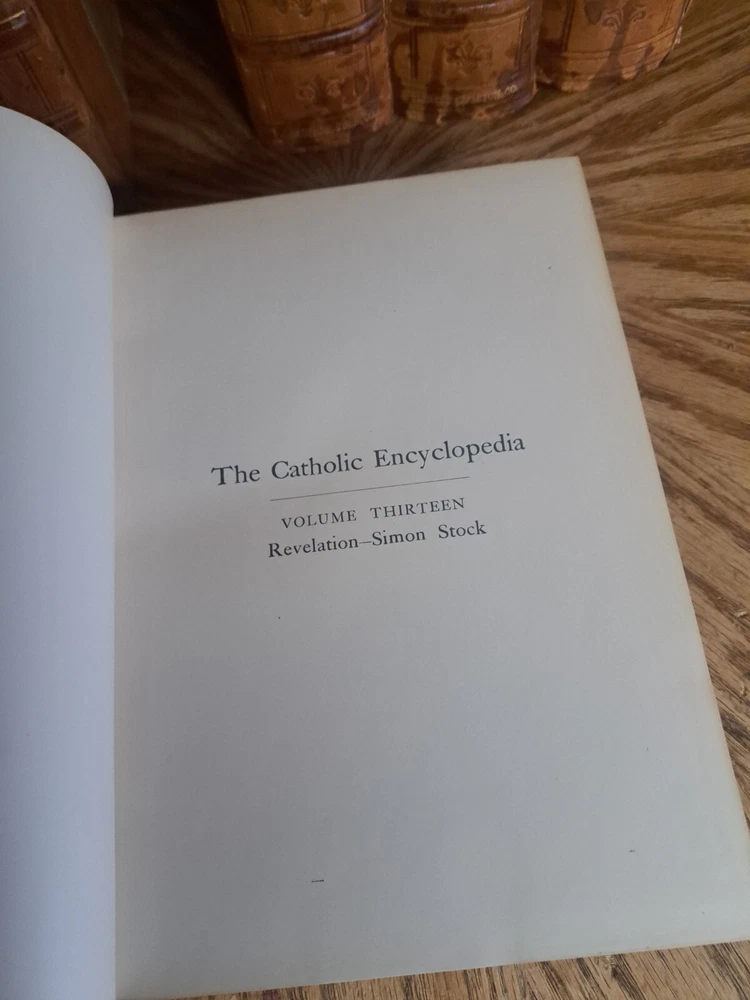 The Catholic Encyclopedia
VOLUME THIRTEEN
Revelation–Simon Stock